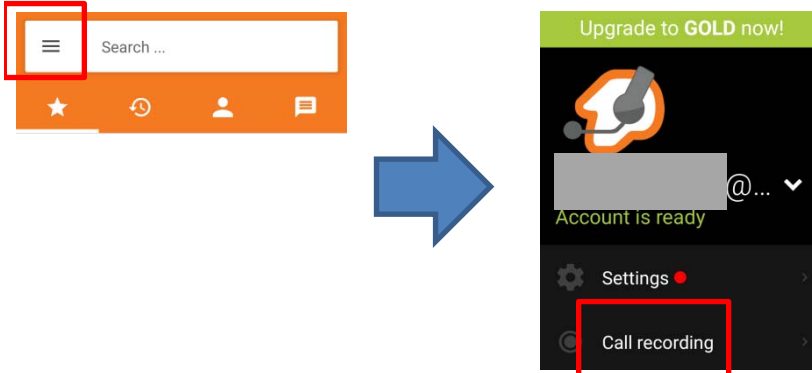 Search ...
Upgrade to GOLD now!
@...
Account is ready
Settings
Call recording